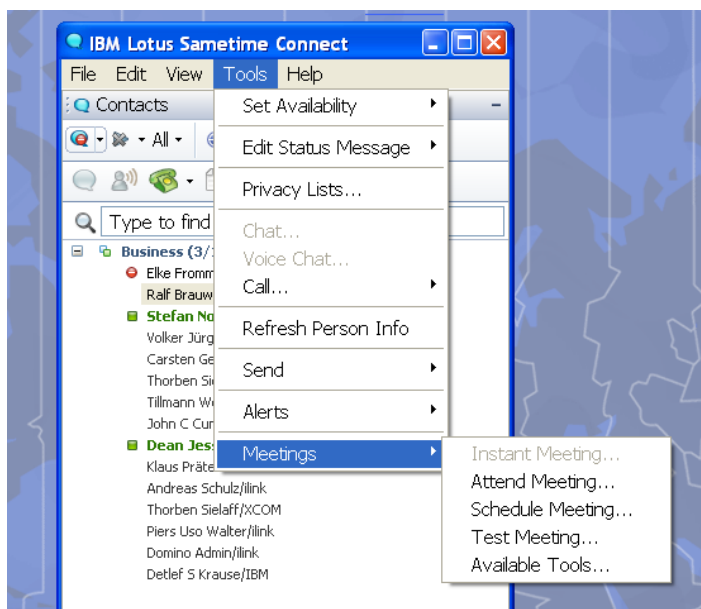 IBM Lotus Sametime Connect
File Edit View Tools Help
Contacts
All
Type to find
Business (3/
Elke Fromm
Ralf Brauw
Stefan No
Volker Jürg
Carsten Ge
Thorben Si
Tillmann W
John C Cur
Dean Jes
Klaus Präte
Andreas Schulz/ilink
Thorben Sielaff/XCOM
Piers Uso Walter/ilink
Domino Admin/ilink
Detlef S Krause/IBM
Set Availability
Edit Status Message
Privacy Lists...
Chat...
Voice Chat...
Call...
Refresh Person Info
Send
Alerts
Meetings
Instant Meeting...
Attend Meeting...
Schedule Meeting...
Test Meeting...
Available Tools...